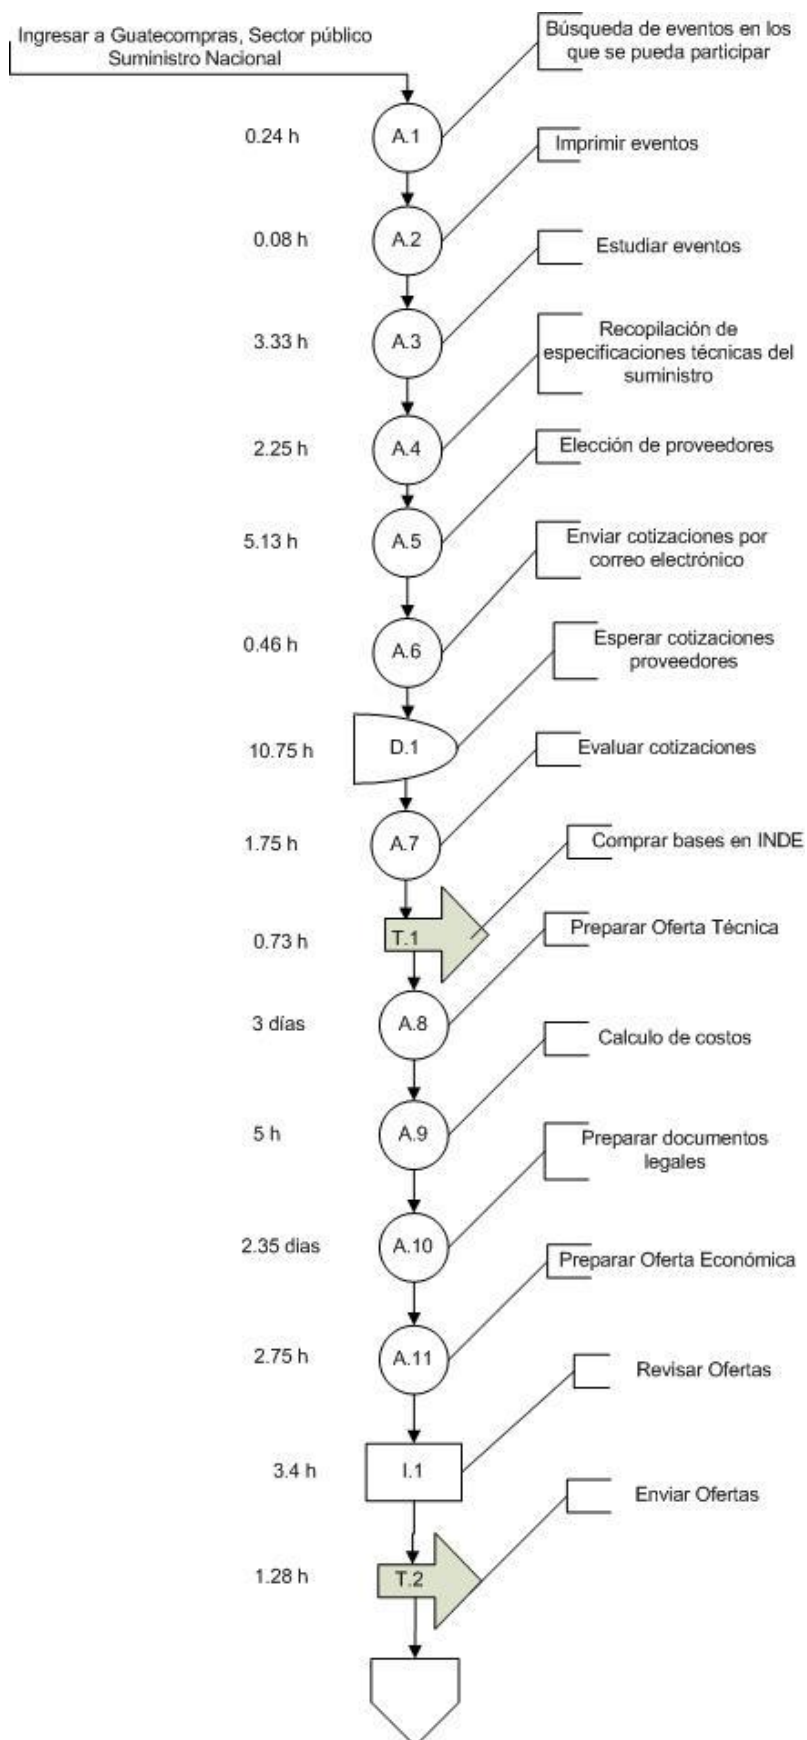 Ingresar a Guatecompras, Sector público
Suministro Nacional
Búsqueda de eventos en los
que se pueda participar
0.24 h
A.1
Imprimir eventos
0.08 h
A.2
Estudiar eventos
3.33 h
A.3
Recopilación de
especificaciones técnicas del
suministro
2.25 h
A.4
Elección de proveedores
5.13 h
A.5
Enviar cotizaciones por
correo electrónico
0.46 h
A.6
Esperar cotizaciones
proveedores
10.75 h
D.1
Evaluar cotizaciones
1.75 h
A.7
Comprar bases en INDE
0.73 h
T.1
Preparar Oferta Técnica
3 días
A.8
Calculo de costos
5 h
A.9
Preparar documentos
legales
2.35 dias
A.10
Preparar Oferta Económica
2.75 h
A.11
Revisar Ofertas
3.4 h
I.1
Enviar Ofertas
1.28 h
T.2